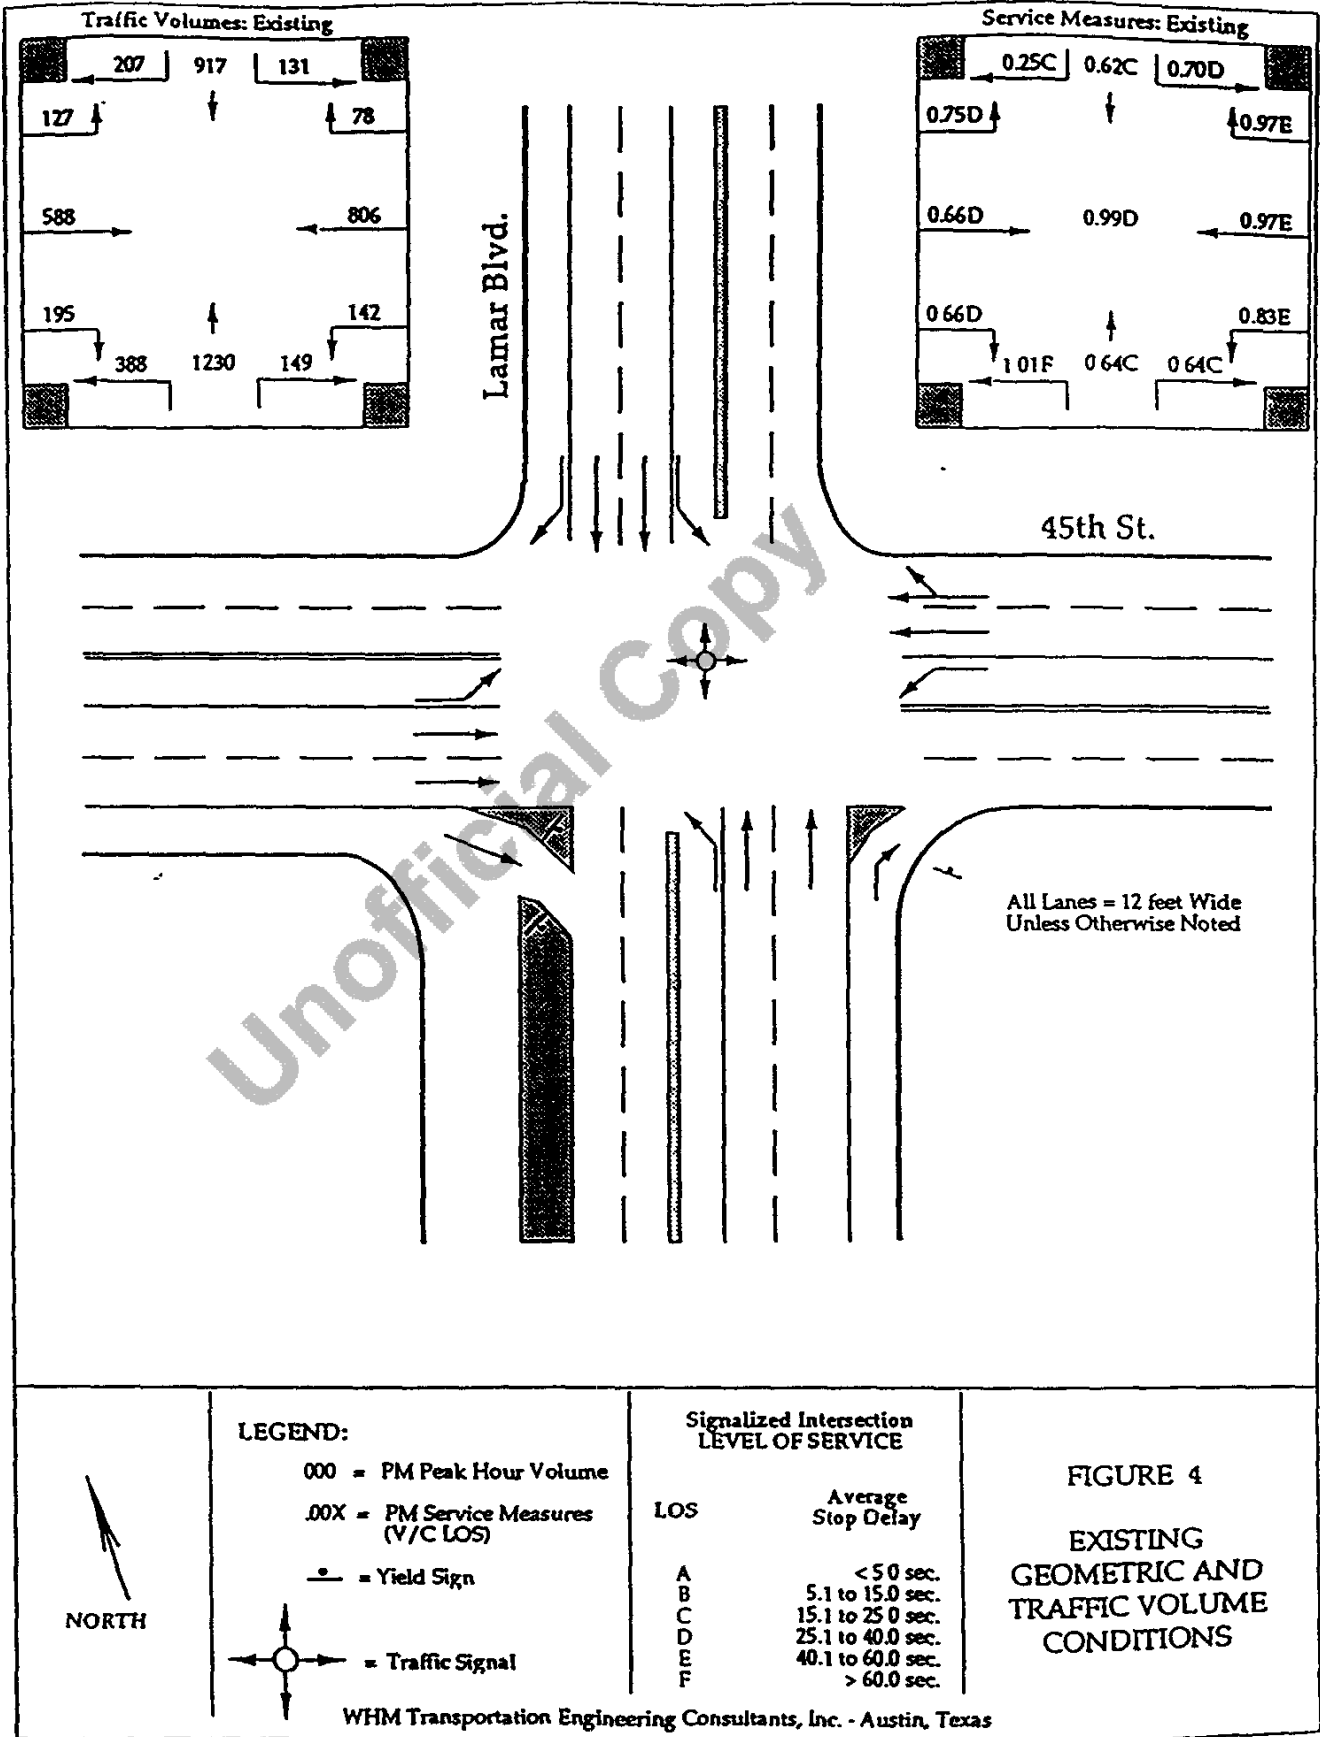 Traffic Volumes: Existing
207 917 131
127 78
588 806
195 142
388 1230 149
Service Measures: Existing
0.25C 0.62C 0.70D
0.75D 0.97E
0.66D 0.99D 0.97E
0 66D 0.83E
1 01F 0 64C 0 64C
Lamar Blvd.
45th St.
Unofficial Copy
All Lanes = 12 feet Wide
Unless Otherwise Noted
NORTH
LEGEND:
000 = PM Peak Hour Volume
.00X = PM Service Measures
(V/C LOS)
= Yield Sign
= Traffic Signal
Signalized Intersection
LEVEL OF SERVICE
LOS Average
Stop Delay
A < 5 0 sec.
B 5.1 to 15.0 sec.
C 15.1 to 25 0 sec.
D 25.1 to 40.0 sec.
E 40.1 to 60.0 sec.
F > 60.0 sec.
FIGURE 4
EXISTING
GEOMETRIC AND
TRAFFIC VOLUME
CONDITIONS
WHM Transportation Engineering Consultants, Inc. - Austin, Texas